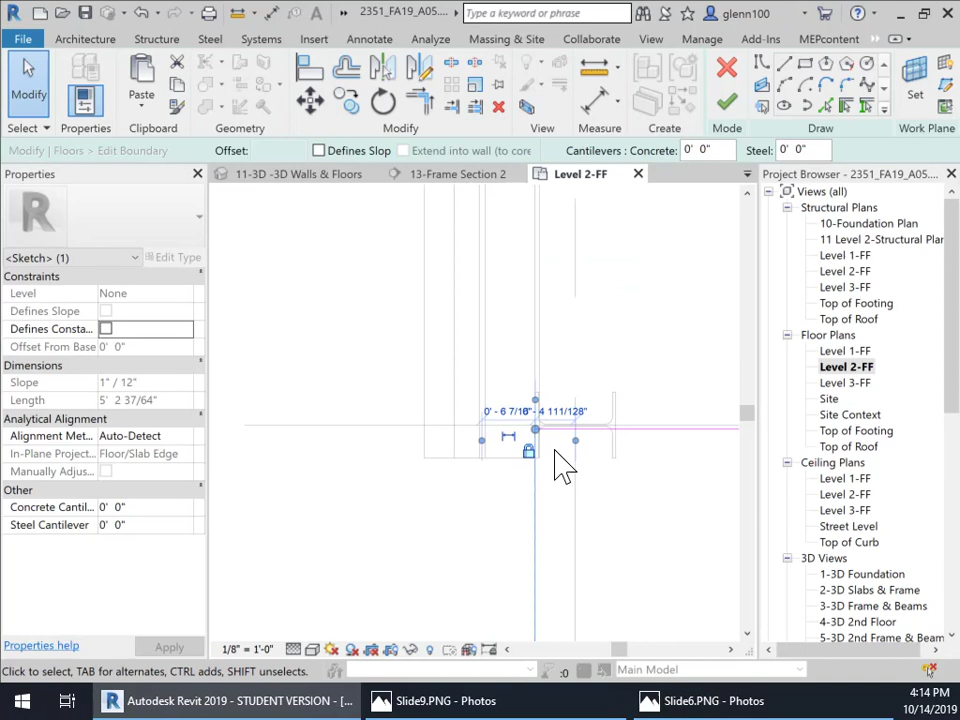 2351_FA19_A05....
Type a keyword or phrase
glenn100
File
Architecture
Structure
Steel
Systems
Insert
Annotate
Analyze
Massing & Site
Collaborate
View
Manage
Add-Ins
MEPcontent
Modify
Paste
Set
Select
Properties
Clipboard
Geometry
Modify
View
Measure
Create
Mode
Draw
Work Plane
Modify | Floors > Edit Boundary
Offset:
Defines Slop
Extend into wall (to core
Cantilevers : Concrete:
0' 0"
Steel:
0' 0"
Properties
11-3D -3D Walls & Floors
13-Frame Section 2
Level 2-FF
Project Browser - 2351_FA19_A05....
<Sketch> (1)
Edit Type
Constraints
Level
None
Defines Slope
Defines Consta...
Offset From Base
0' 0"
Dimensions
Slope
1" / 12"
Length
5' 2 37/64"
Analytical Alignment
Alignment Met...
Auto-Detect
In-Plane Project...
Floor/Slab Edge
Manually Adjus...
Other
Concrete Cantil...
0' 0"
Steel Cantilever
0' 0"
Properties help
Apply
Views (all)
Structural Plans
10-Foundation Plan
11 Level 2-Structural Plan
Level 1-FF
Level 2-FF
Level 3-FF
Top of Footing
Top of Roof
Floor Plans
Level 1-FF
Level 2-FF
Level 3-FF
Site
Site Context
Top of Footing
Top of Roof
Ceiling Plans
Level 1-FF
Level 2-FF
Level 3-FF
Street Level
Top of Curb
3D Views
1-3D Foundation
2-3D Slabs & Frame
3-3D Frame & Beams
4-3D 2nd Floor
5-3D 2nd Frame & Beam
1/8" = 1'-0"
Click to select, TAB for alternates, CTRL adds, SHIFT unselects.
:0
Main Model
Autodesk Revit 2019 - STUDENT VERSION - [...
Slide9.PNG - Photos
Slide6.PNG - Photos
4:14 PM
10/14/2019